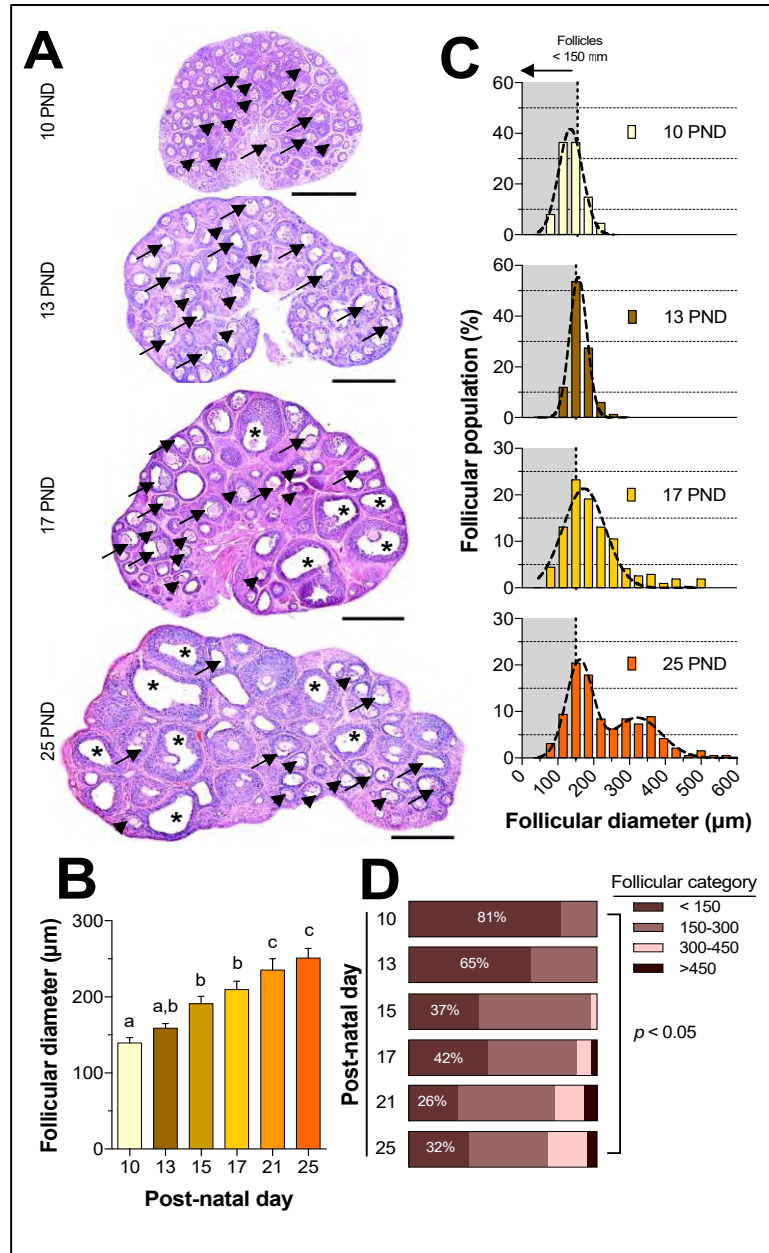 A
10 PND
13 PND
17 PND
*
*
*
*
*
25 PND
*
*
*
*
*
*
*
C
Follicles
< 150 mm
Follicular population (%)
60
40
20
0
10 PND
60
40
20
0
13 PND
30
20
10
0
17 PND
30
20
10
0
25 PND
0 100 150 200 250 300 400 450 500 600
Follicular diameter (µm)
B
Follicular diameter (µm)
300
200
100
0
a a,b b b c c
10 13 15 17 21 25
Post-natal day
D
Post-natal day
10 81%
13 65%
15 37%
17 42%
21 26%
25 32%
p < 0.05
Follicular category
< 150
150-300
300-450
>450